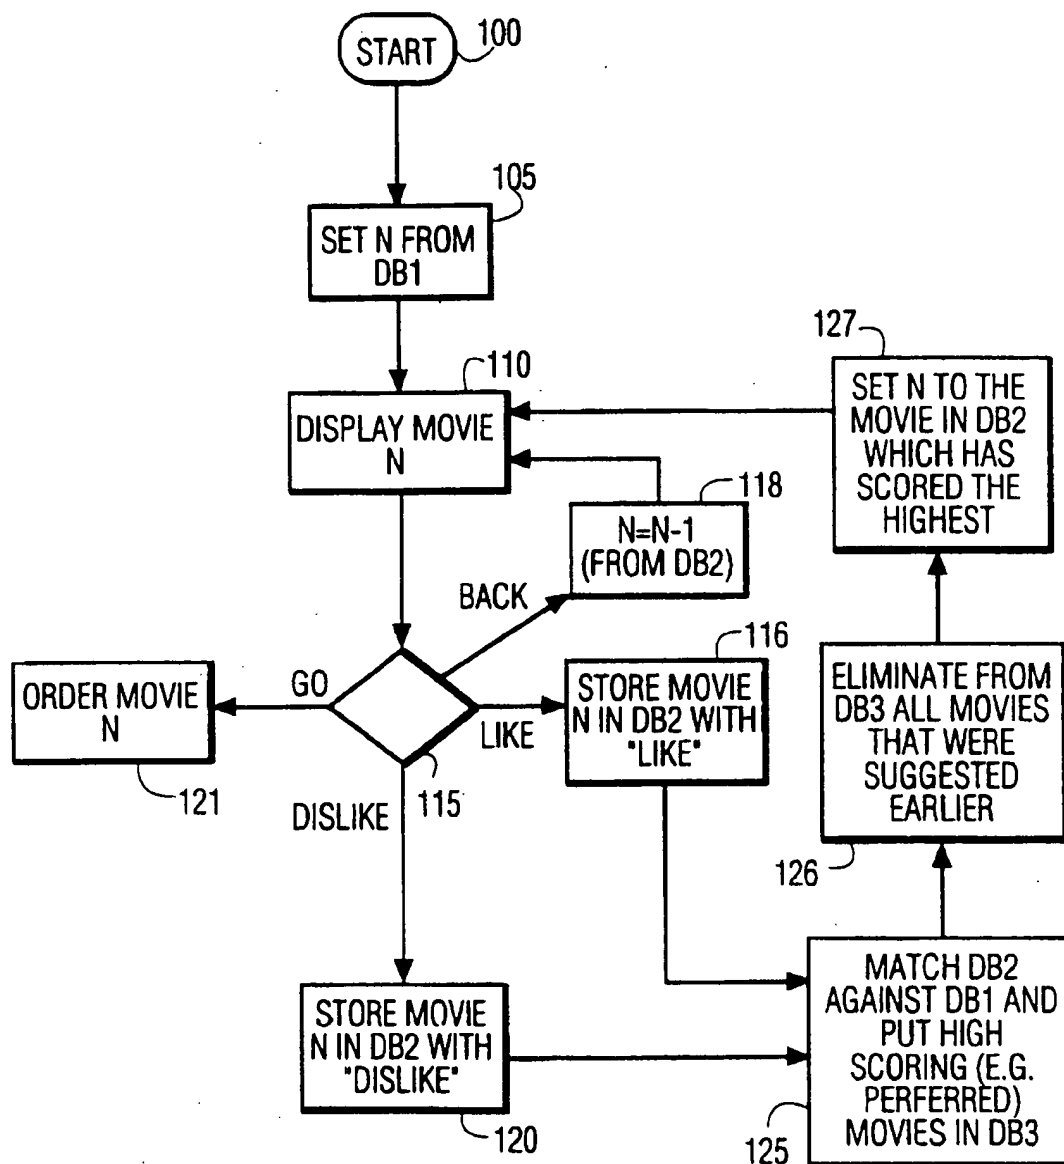 START
100
105
SET N FROM
DB1
110
DISPLAY MOVIE
N
127
SET N TO THE
MOVIE IN DB2
WHICH HAS
SCORED THE
HIGHEST
118
N=N-1
(FROM DB2)
BACK
116
ORDER MOVIE
N
121
GO
LIKE
115
STORE MOVIE
N IN DB2 WITH
"LIKE"
ELIMINATE FROM
DB3 ALL MOVIES
THAT WERE
SUGGESTED
EARLIER
126
DISLIKE
STORE MOVIE
N IN DB2 WITH
"DISLIKE"
120
MATCH DB2
AGAINST DB1 AND
PUT HIGH
SCORING (E.G.
PERFERRED)
MOVIES IN DB3
125